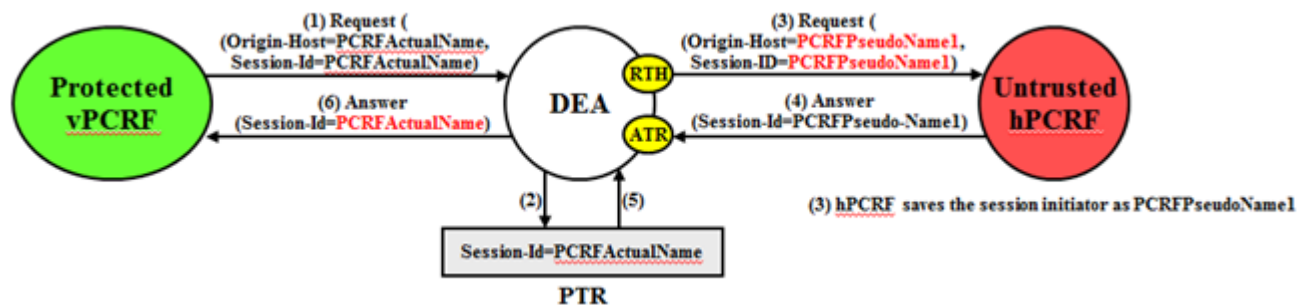 (1) Request (
(Origin-Host=PCRFActualName,
Session-Id=PCRFActualName)
(3) Request (
(Origin-Host=PCRFPseudoName1,
Session-ID=PCRFPseudoName1)
Protected
vPCRF
DEA
RTH
ATR
Untrusted
hPCRF
(6) Answer
(Session-Id=PCRFActualName)
(4) Answer
(Session-Id=PCRFPseudo-Name1)
(2)
(5)
(3) hPCRF saves the session initiator as PCRFPseudoName1
Session-Id=PCRFActualName
PTR